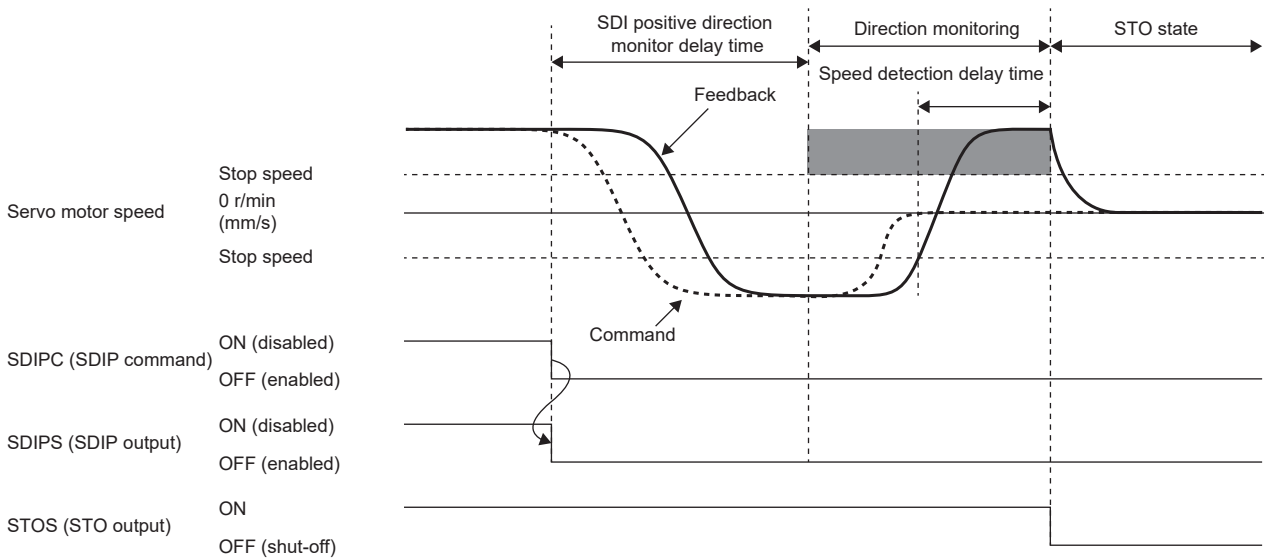 SDI positive direction
monitor delay time
Direction monitoring
STO state
Speed detection delay time
Feedback
Stop speed
Servo motor speed
0 r/min
(mm/s)
Stop speed
Command
SDIPC (SDIP command)
ON (disabled)
OFF (enabled)
SDIPS (SDIP output)
ON (disabled)
OFF (enabled)
STOS (STO output)
ON
OFF (shut-off)